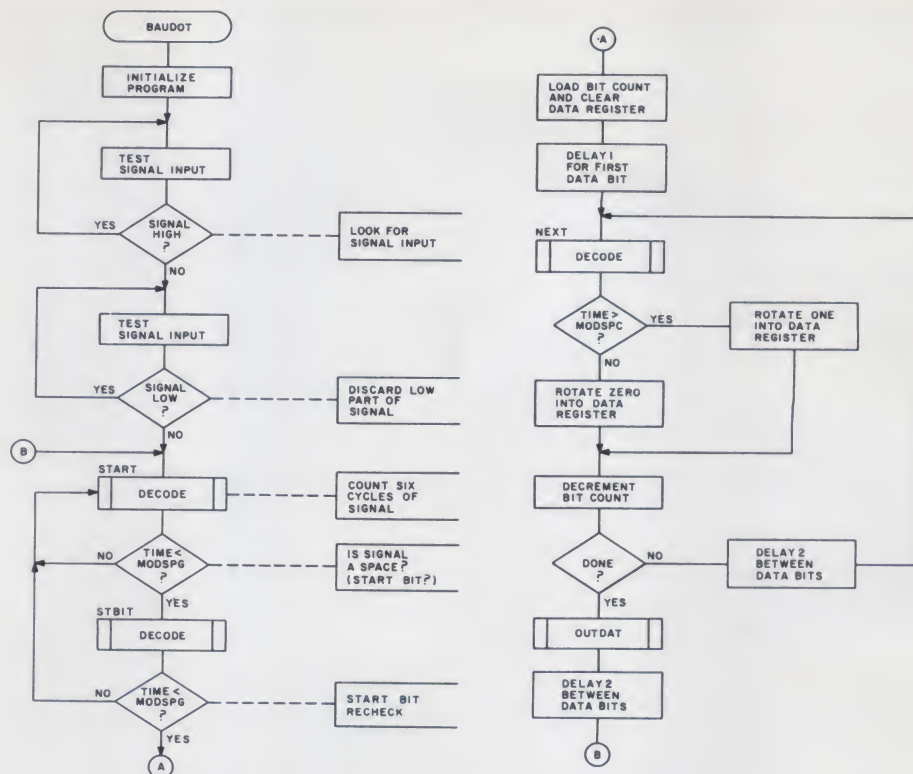 BAUDOT
INITIALIZE
PROGRAM
TEST
SIGNAL INPUT
YES
SIGNAL
HIGH
?
LOOK FOR
SIGNAL INPUT
NO
TEST
SIGNAL INPUT
YES
SIGNAL
LOW
?
DISCARD LOW
PART OF
SIGNAL
NO
B
START
DECODE
COUNT SIX
CYCLES OF
SIGNAL
NO
TIME<
MODSPG
?
IS SIGNAL
A SPACE?
(START BIT?)
YES
STBIT
DECODE
NO
TIME<
MODSPG
?
START BIT
RECHECK
YES
A
A
LOAD BIT COUNT
AND CLEAR
DATA REGISTER
DELAY1
FOR FIRST
DATA BIT
NEXT
DECODE
TIME>
MODSPC
?
YES
ROTATE ONE
INTO DATA
REGISTER
NO
ROTATE ZERO
INTO DATA
REGISTER
DECREMENT
BIT COUNT
DONE
?
NO
DELAY2
BETWEEN
DATA BITS
YES
OUTDAT
DELAY2
BETWEEN
DATA BITS
B